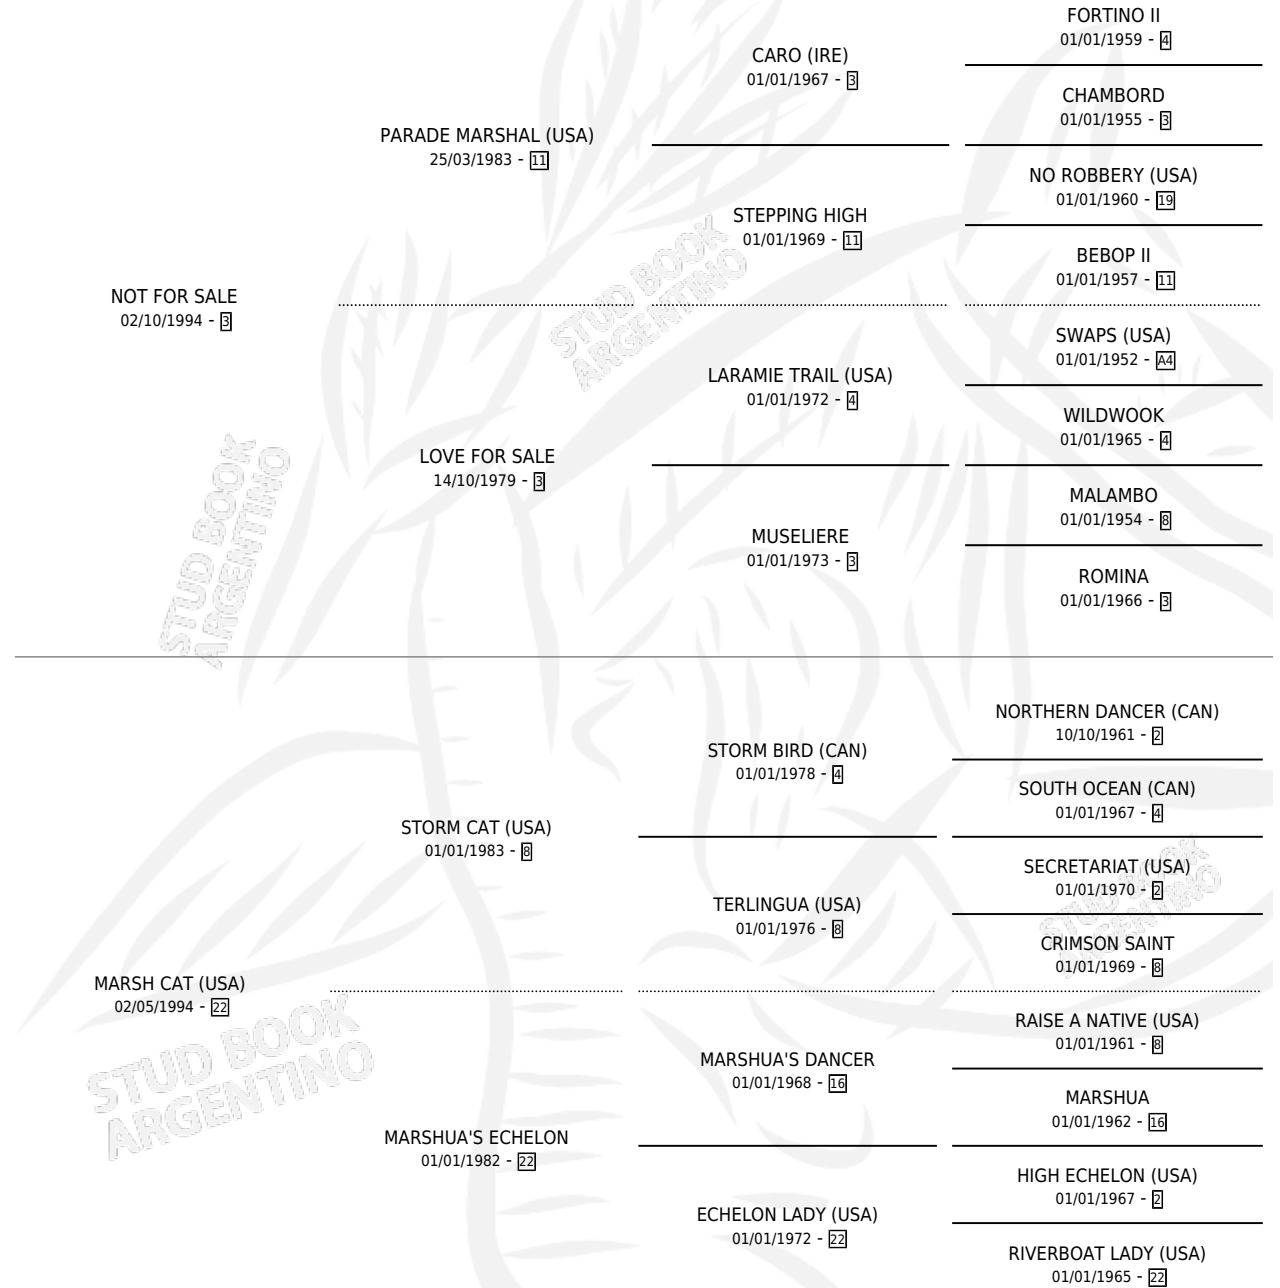 FORTINO II
01/01/1959 - 4
CARO (IRE)
01/01/1967 - 3
CHAMBORD
01/01/1955 - 3
PARADE MARSHAL (USA)
25/03/1983 - 11
NO ROBBERY (USA)
01/01/1960 - 19
STEPPING HIGH
01/01/1969 - 11
BEBOP II
01/01/1957 - 11
NOT FOR SALE
02/10/1994 - 3
STUD BOOK
ARGENTINO
SWAPS (USA)
01/01/1952 - A4
LARAMIE TRAIL (USA)
01/01/1972 - 4
WILDWOOK
01/01/1965 - 4
LOVE FOR SALE
14/10/1979 - 3
MALAMBO
01/01/1954 - 8
MUSELIERE
01/01/1973 - 3
ROMINA
01/01/1966 - 3
STUD BOOK
ARGENTINO
NORTHERN DANCER (CAN)
10/10/1961 - 2
STORM BIRD (CAN)
01/01/1978 - 4
SOUTH OCEAN (CAN)
01/01/1967 - 4
STORM CAT (USA)
01/01/1983 - 8
SECRETARIAT (USA)
01/01/1970 - 2
TERLINGUA (USA)
01/01/1976 - 8
CRIMSON SAINT
01/01/1969 - 8
STUD BOOK
ARGENTINO
MARSH CAT (USA)
02/05/1994 - 22
RAISE A NATIVE (USA)
01/01/1961 - 8
MARSHUA'S DANCER
01/01/1968 - 16
MARSHUA
01/01/1962 - 16
STUD BOOK
ARGENTINO
MARSHUA'S ECHELON
01/01/1982 - 22
HIGH ECHELON (USA)
01/01/1967 - 2
ECHELON LADY (USA)
01/01/1972 - 22
RIVERBOAT LADY (USA)
01/01/1965 - 22